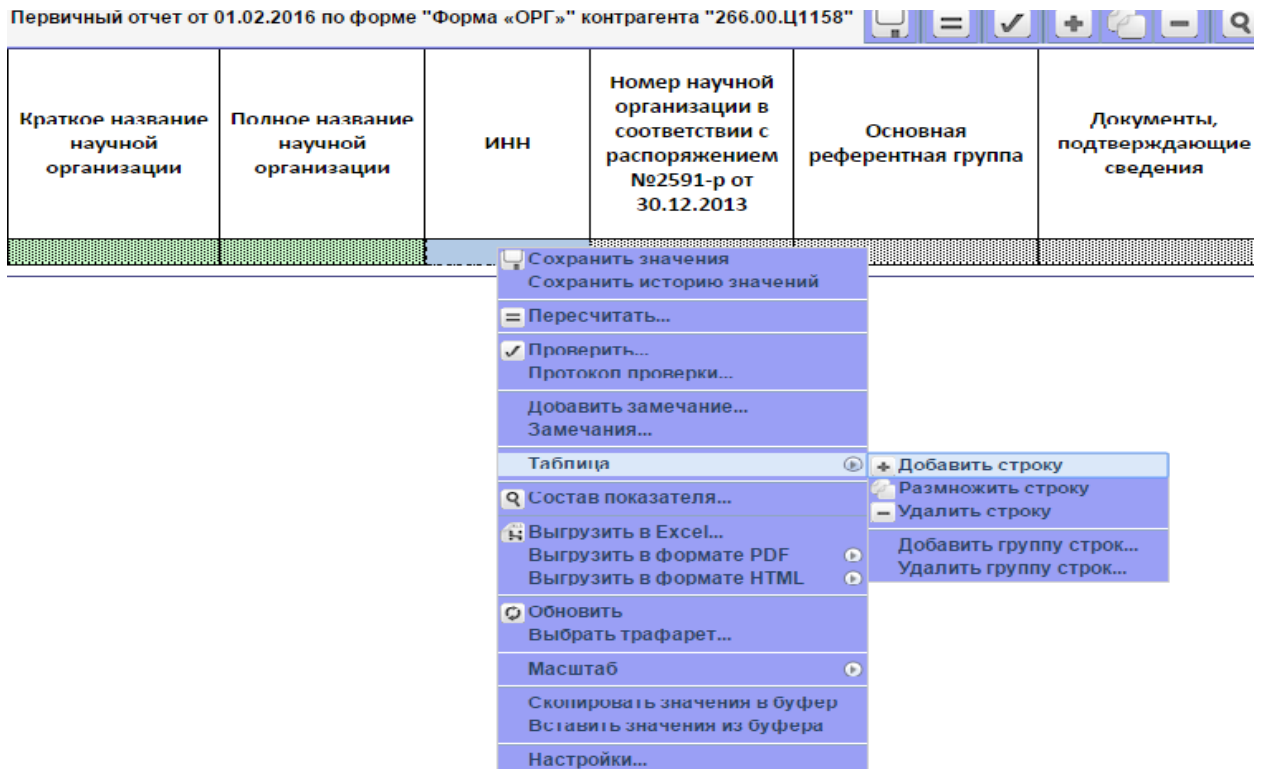 Первичный отчет от 01.02.2016 по форме "Форма «ОРГ»" контрагента "266.00.Ц1158"
Краткое название
научной
организации
Полное название
научной
организации
ИНН
Номер научной
организации в
соответствии с
распоряжением
№2591-р от
30.12.2013
Основная
референтная группа
Документы,
подтверждающие
сведения
Сохранить значения
Сохранить историю значений
Пересчитать...
Проверить...
Протокол проверки...
Добавить замечание...
Замечания...
Таблица
Добавить строку
Размножить строку
Удалить строку
Добавить группу строк...
Удалить группу строк...
Состав показателя...
Выгрузить в Excel...
Выгрузить в формате PDF
Выгрузить в формате HTML
Обновить
Выбрать трафарет...
Масштаб
Скопировать значения в буфер
Вставить значения из буфера
Настройки...